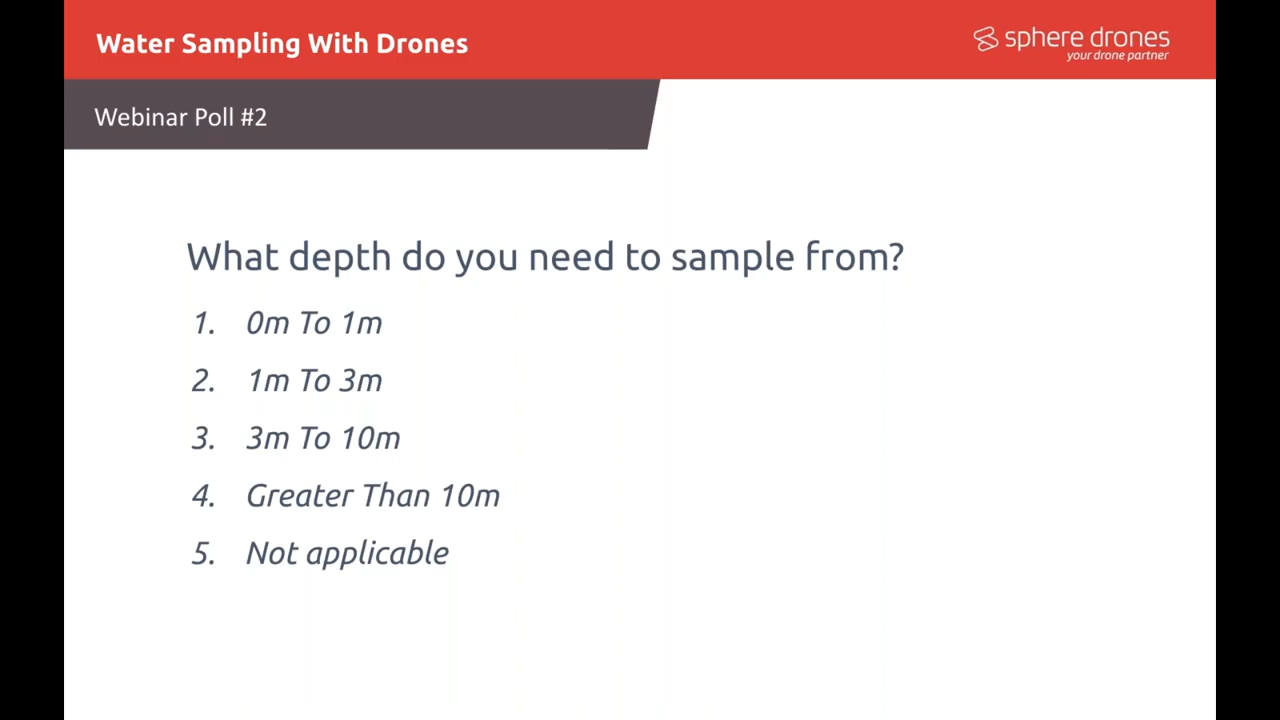 Water Sampling With Drones
sphere drones
your drone partner
Webinar Poll #2
What depth do you need to sample from?
1. 0m To 1m
2. 1m To 3m
3. 3m To 10m
4. Greater Than 10m
5. Not applicable